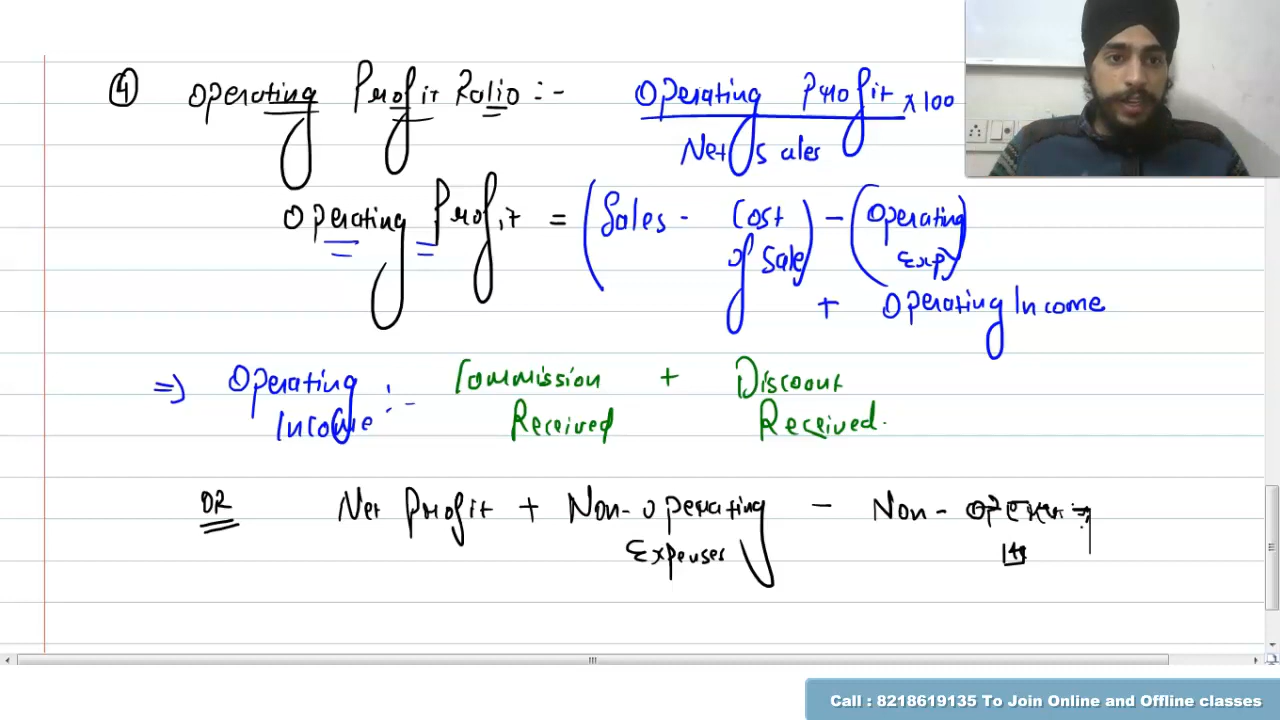 ④ Operating Profit Ratio :- Operating Profit x100
Net Sales
Operating Profit = (Sales - Cost of Sale) - (Operating Exp)
+ Operating Income
=) Operating Income :- Commission Received + Discount Received.
OR Net Profit + Non-operating Expenses - Non-
Call : 8218619135 To Join Online and Offline classes